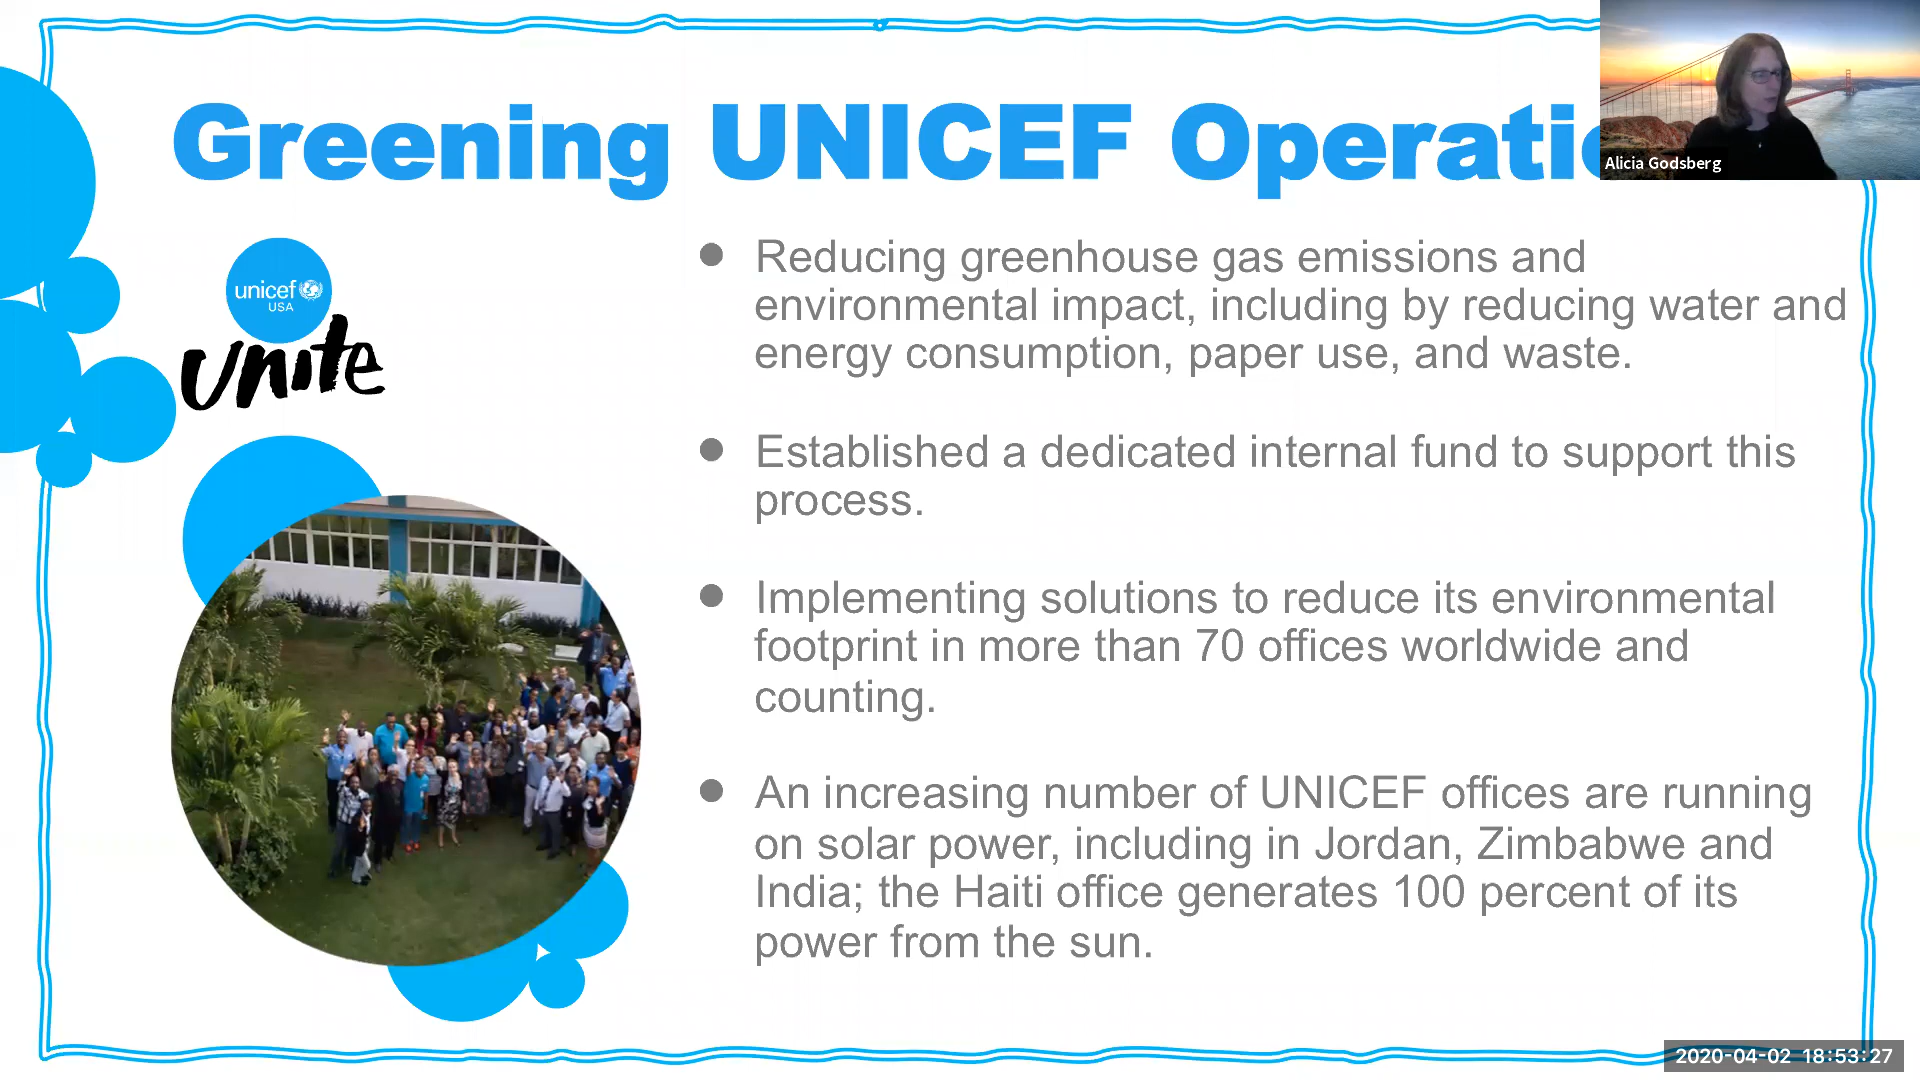 Greening UNICEF Operatio
Alicia Godsberg
unicef
USA
unite
● Reducing greenhouse gas emissions and
environmental impact, including by reducing water and
energy consumption, paper use, and waste.
● Established a dedicated internal fund to support this
process.
● Implementing solutions to reduce its environmental
footprint in more than 70 offices worldwide and
counting.
● An increasing number of UNICEF offices are running
on solar power, including in Jordan, Zimbabwe and
India; the Haiti office generates 100 percent of its
power from the sun.
2020-04-02 18:53:27